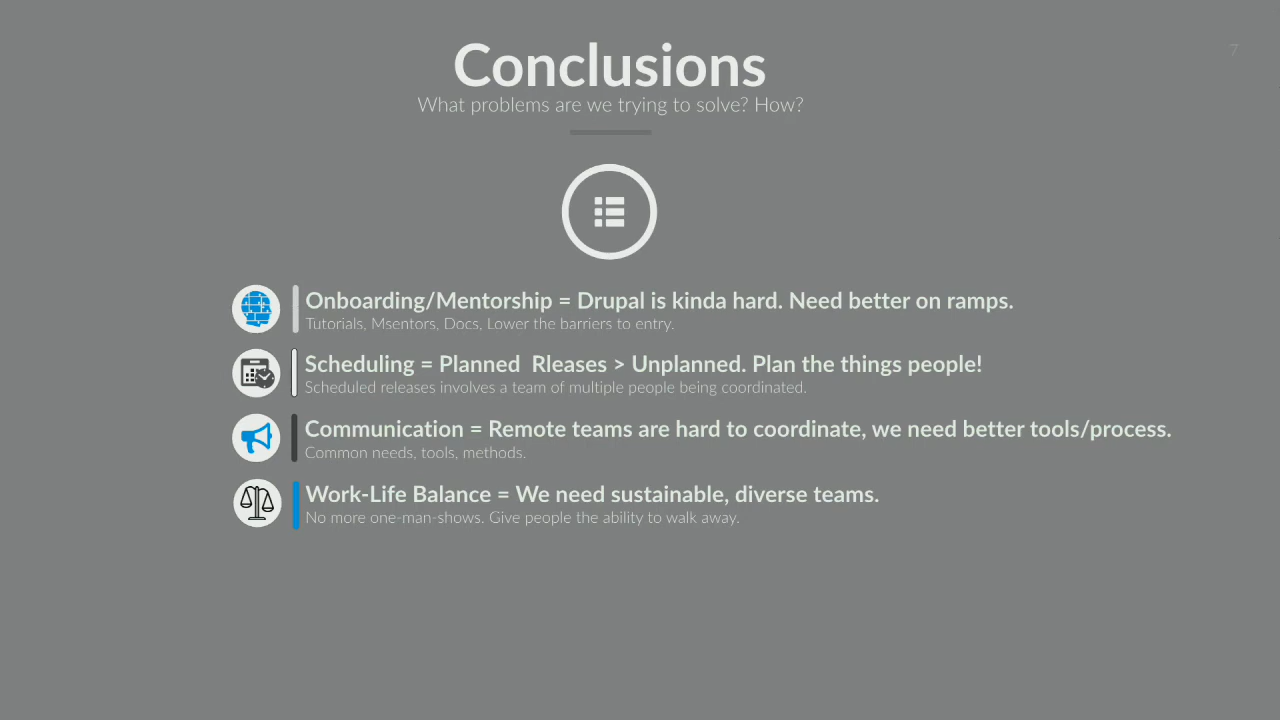 Conclusions
7
What problems are we trying to solve? How?
Onboarding/Mentorship = Drupal is kinda hard. Need better on ramps.
Tutorials, Msentors, Docs, Lower the barriers to entry.
Scheduling = Planned  Rleases > Unplanned. Plan the things people!
Scheduled releases involves a team of multiple people being coordinated.
Communication = Remote teams are hard to coordinate, we need better tools/process.
Common needs, tools, methods.
Work-Life Balance = We need sustainable, diverse teams.
No more one-man-shows. Give people the ability to walk away.